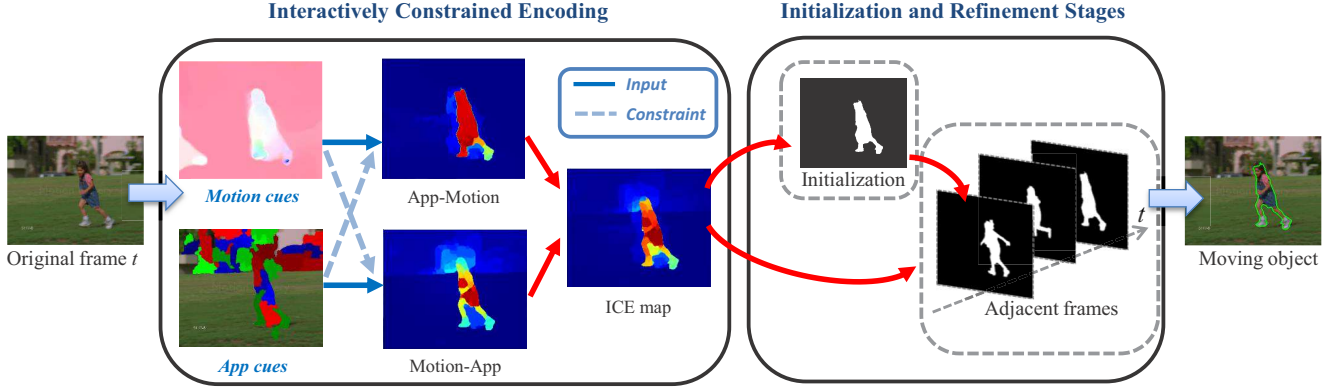 Interactively Constrained Encoding
Initialization and Refinement Stages
Input
Constraint
Original frame t
Motion cues
App cues
App-Motion
Motion-App
ICE map
Initialization
t
Adjacent frames
Moving object